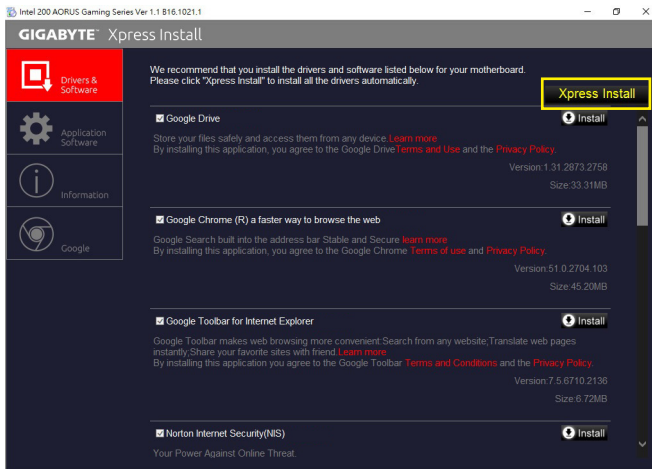 Intel 200 AORUS Gaming Series Ver 1.1 B16.1021.1
GIGABYTE™ Xpress Install
Drivers &
Software
Application
Software
Information
Google
We recommend that you install the drivers and software listed below for your motherboard.
Please click "Xpress Install" to install all the drivers automatically.
Xpress Install
Google Drive
Install
Store your files safely and access them from any device.Learn more
By installing this application, you agree to the Google DriveTerms and Use and the Privacy Policy.
Version:1.31.2873.2758
Size:33.31MB
Google Chrome (R) a faster way to browse the web
Install
Google Search built into the address bar Stable and Secure learn more
By installing this application, you agree to the Google Chrome Terms of use and Privacy Policy.
Version:51.0.2704.103
Size:45.20MB
Google Toolbar for Internet Explorer
Install
Google Toolbar makes web browsing more convenient:Search from any website;Translate web pages
instantly;Share your favorite sites with friend.Learn more
By installing this application you agree to the Google Toolbar Terms and Conditions and the Privacy Policy.
Version:7.5.6710.2136
Size:6.72MB
Norton Internet Security(NIS)
Install
Your Power Against Online Threat.